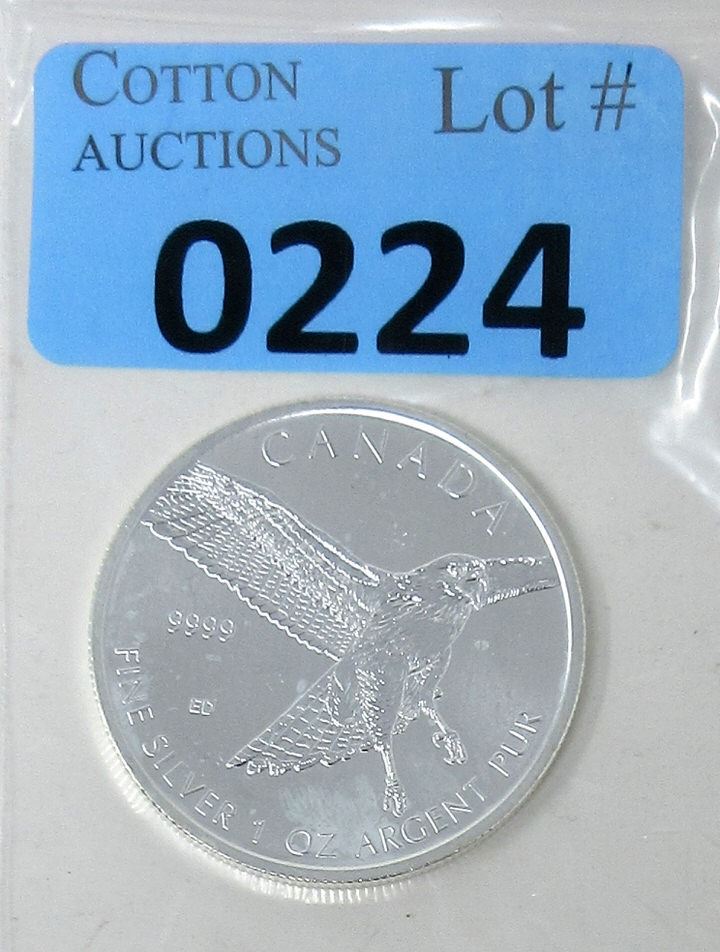 COTTON
AUCTIONS
Lot #
0224
CANADA
9999
ED
FINE SILVER 1 OZ ARGENT PUR